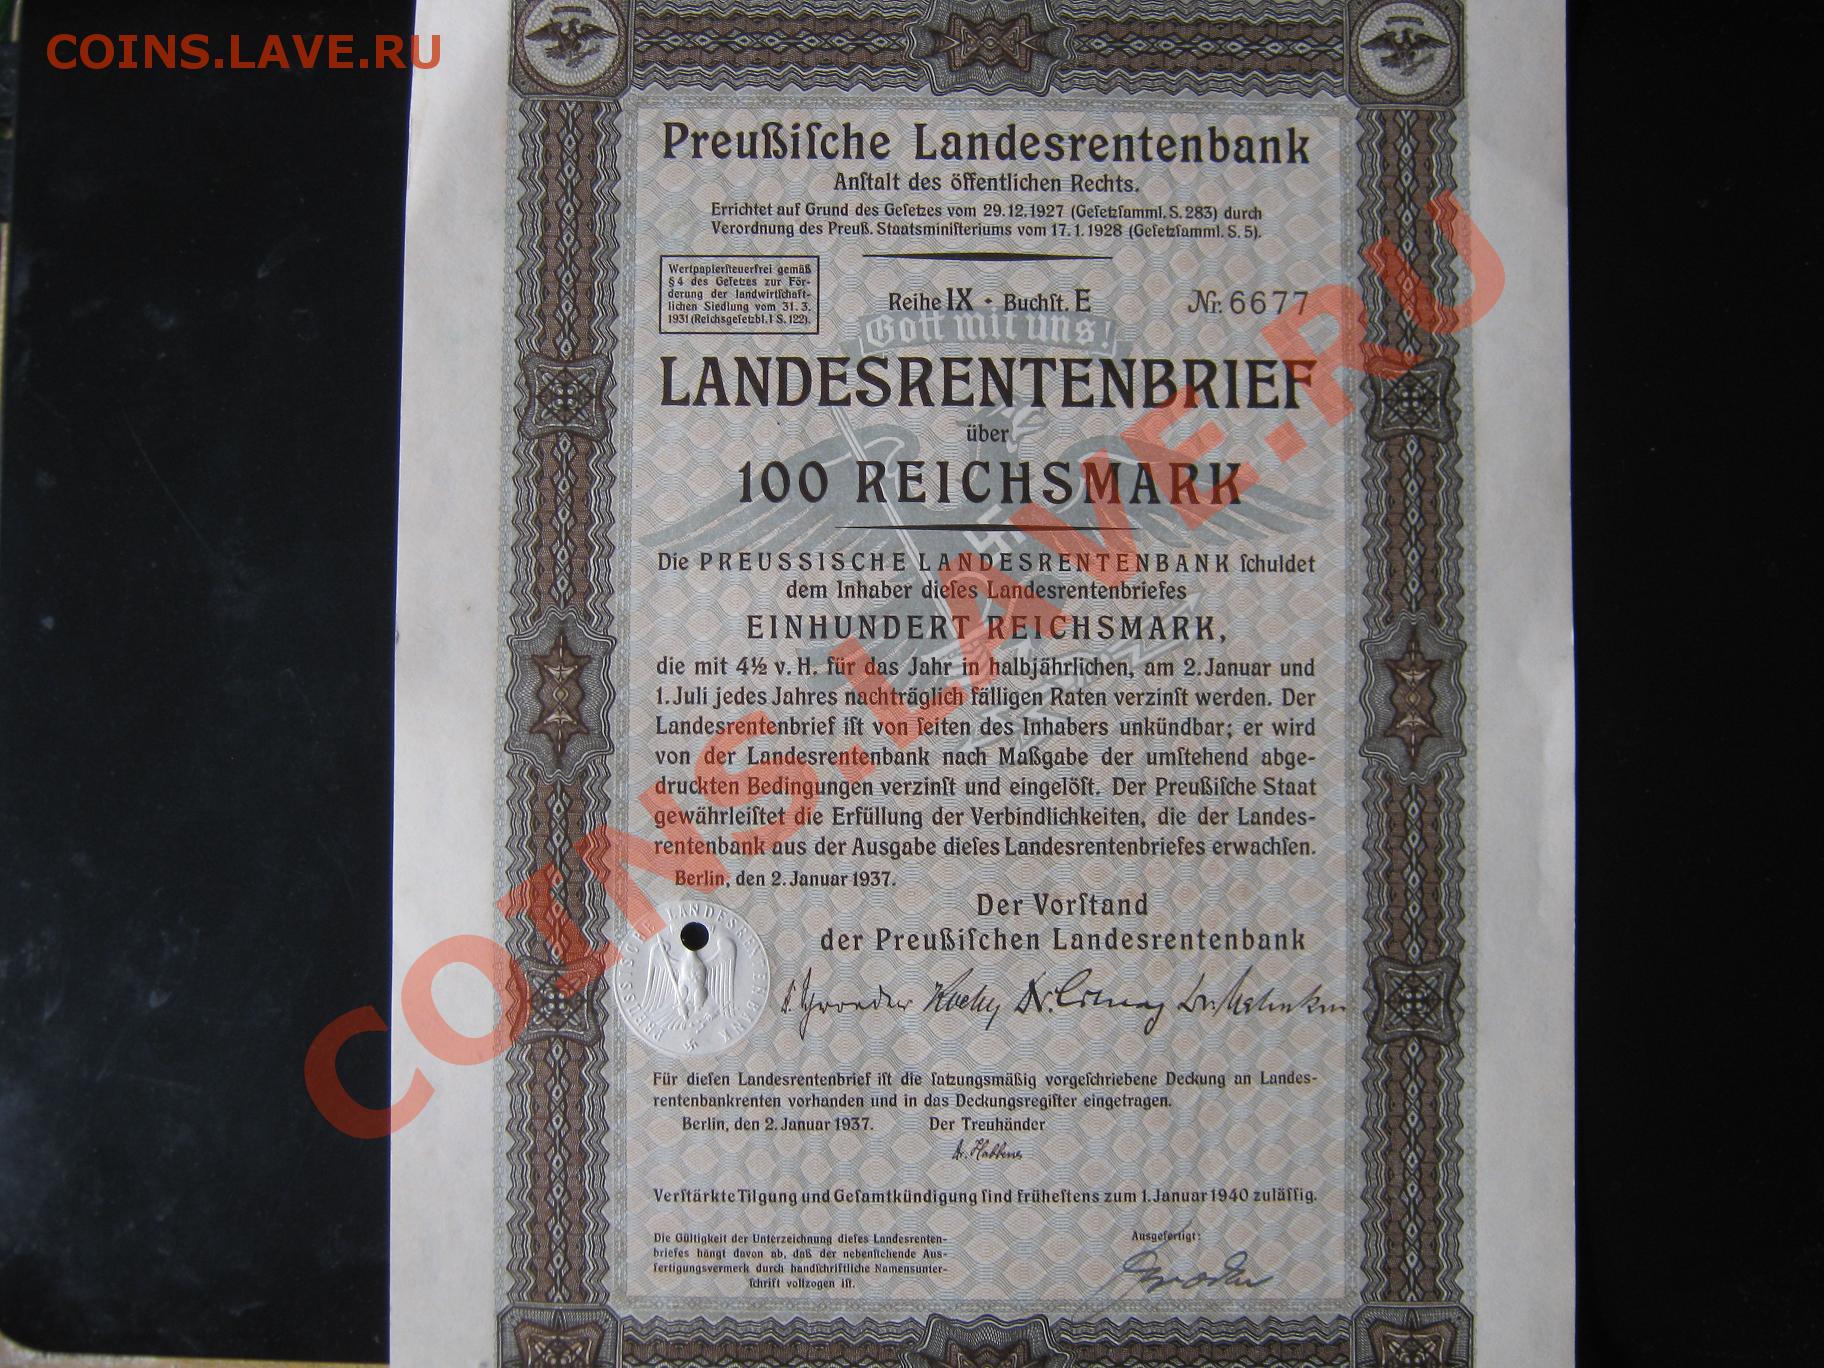 COINS.LAVE.RU
Preußiſche Landesrentenbank
Anſtalt des öffentlichen Rechts.
Errichtet auf Grund des Geſetzes vom 29.12.1927 (Geſetzſamml. S. 283) durch
Verordnung des Preuß. Staatsminiſteriums vom 17.1.1928 (Geſetzſamml. S. 5).
Wertpapierſteuerfrei gemäß
§ 4 des Geſetzes zur För-
derung der landwirtſchaft-
lichen Siedlung vom 31. 3.
1931 (Reichsgeſetzbl. I S. 122).
Reihe IX • Buchſt. E
Nr. 6677
Gott mit uns!
LANDESRENTENBRIEF
über
100 REICHSMARK
Die PREUSSISCHE LANDESRENTENBANK ſchuldet
dem Inhaber dieſes Landesrentenbriefes
EINHUNDERT REICHSMARK,
die mit 4½ v. H. für das Jahr in halbjährlichen, am 2. Januar und
1. Juli jedes Jahres nachträglich fälligen Raten verzinſt werden. Der
Landesrentenbrief iſt von ſeiten des Inhabers unkündbar; er wird
von der Landesrentenbank nach Maßgabe der umſtehend abge-
druckten Bedingungen verzinſt und eingelöſt. Der Preußiſche Staat
gewährleiſtet die Erfüllung der Verbindlichkeiten, die der Landes-
rentenbank aus der Ausgabe dieſes Landesrentenbriefes erwachſen.
Berlin, den 2. Januar 1937.
Der Vorſtand
der Preußiſchen Landesrentenbank
PREUSSISCHE LANDESRENTENBANK
Für dieſen Landesrentenbrief iſt die ſatzungsmäßig vorgeſchriebene Deckung an Landes-
rentenbankrenten vorhanden und in das Deckungsregiſter eingetragen.
Berlin, den 2. Januar 1937. Der Treuhänder
Verſtärkte Tilgung und Geſamtkündigung ſind früheſtens zum 1. Januar 1940 zuläſſig.
Die Gültigkeit der Unterzeichnung dieſes Landesrenten-
briefes hängt davon ab, daß der nebenſtehende Aus-
fertigungsvermerk durch handſchriftliche Namensunter-
ſchrift vollzogen iſt.
Ausgefertigt:
COINS.LAVE.RU